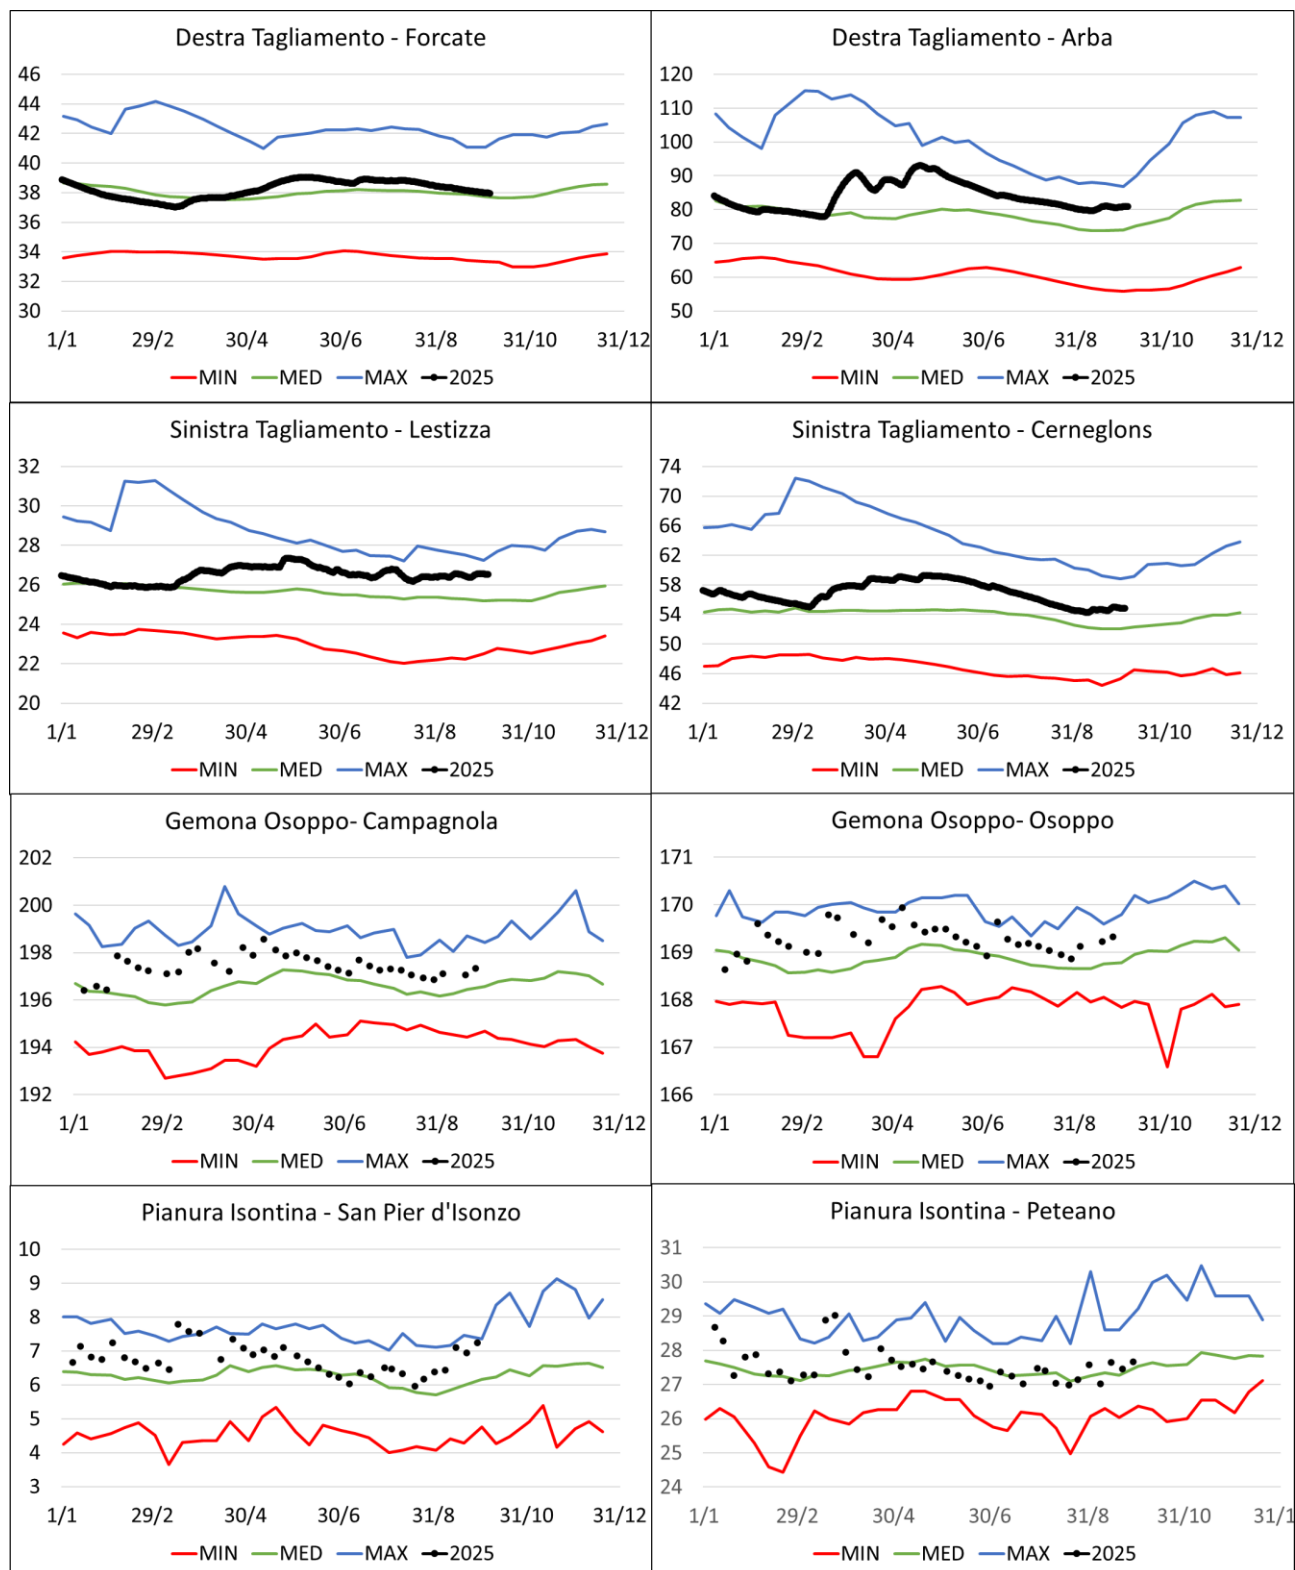 Destra Tagliamento - Forcate
46
44
42
40
38
36
34
32
30
1/1 29/2 30/4 30/6 31/8 31/10 31/12
MIN MED MAX 2025
Destra Tagliamento - Arba
120
110
100
90
80
70
60
50
1/1 29/2 30/4 30/6 31/8 31/10 31/12
MIN MED MAX 2025
Sinistra Tagliamento - Lestizza
32
30
28
26
24
22
20
1/1 29/2 30/4 30/6 31/8 31/10 31/12
MIN MED MAX 2025
Sinistra Tagliamento - Cerneglons
74
70
66
62
58
54
50
46
42
1/1 29/2 30/4 30/6 31/8 31/10 31/12
MIN MED MAX 2025
Gemona Osoppo- Campagnola
202
200
198
196
194
192
1/1 29/2 30/4 30/6 31/8 31/10 31/12
MIN MED MAX 2025
Gemona Osoppo- Osoppo
171
170
169
168
167
166
1/1 29/2 30/4 30/6 31/8 31/10 31/12
MIN MED MAX 2025
Pianura Isontina - San Pier d'Isonzo
10
9
8
7
6
5
4
3
1/1 29/2 30/4 30/6 31/8 31/10 31/12
MIN MED MAX 2025
Pianura Isontina - Peteano
31
30
29
28
27
26
25
24
1/1 29/2 30/4 30/6 31/8 31/10 31/1
MIN MED MAX 2025